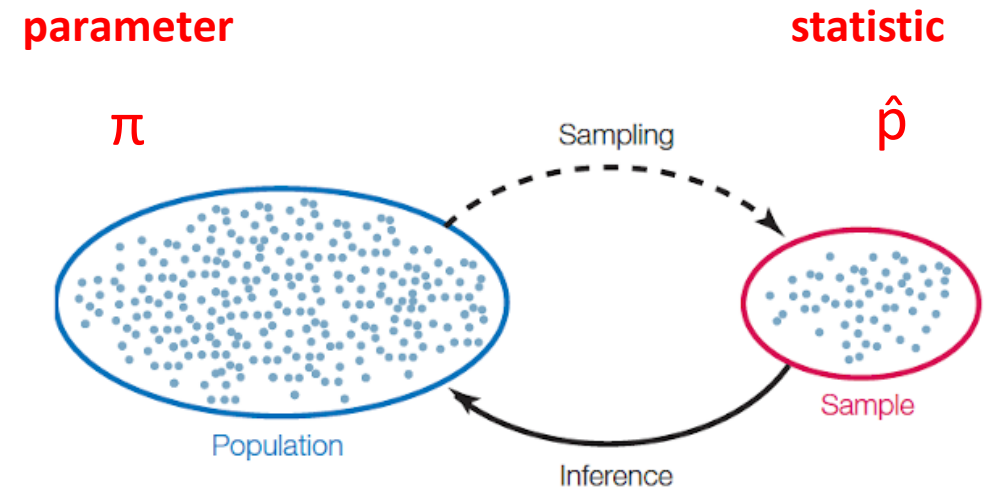 parameter
statistic
π
p̂
Sampling
Population
Sample
Inference